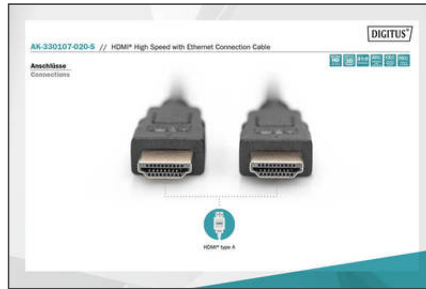 DIGITUS®
AK-330107-020-S // HDMI® High Speed with Ethernet Connection Cable
Anschlüsse
Connections
HDMI® type A